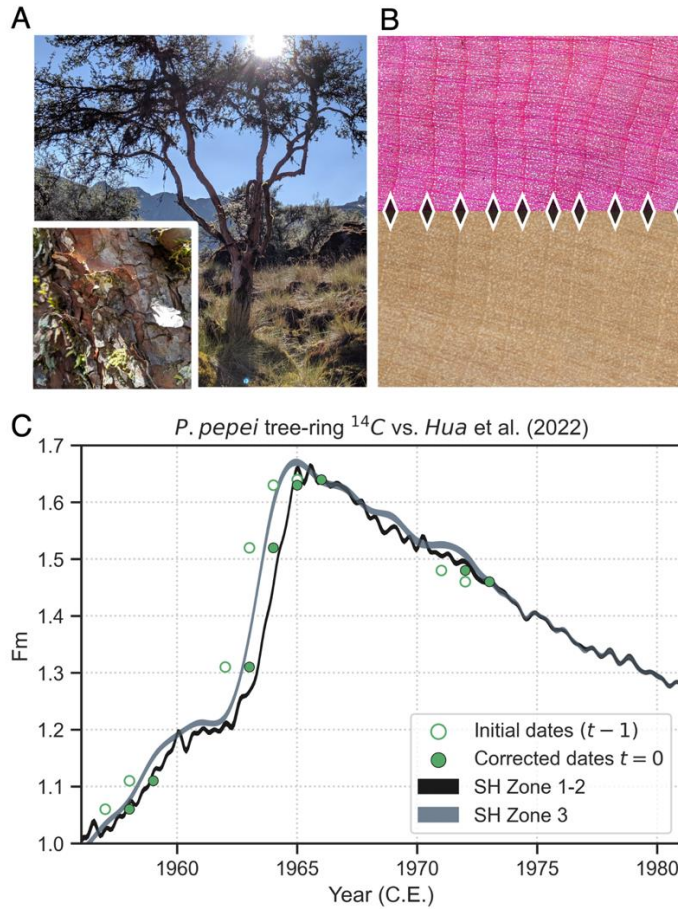 A
B
C
P. pepei tree-ring ¹⁴C vs. Hua et al. (2022)
1.7
1.6
1.5
1.4
1.3
1.2
1.1
1.0
Fm
Initial dates (t − 1)
Corrected dates t = 0
SH Zone 1-2
SH Zone 3
1960
1965
1970
1975
1980
Year (C.E.)